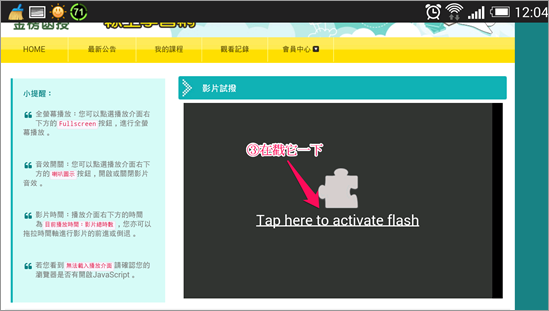 71
12:04
金榜函授 線上學習網
HOME
最新公告
我的課程
觀看記錄
會員中心
小提醒：
全螢幕播放：您可以點選播放介面右
下方的 Fullscreen 按鈕，進行全螢
幕播放。
音效開關：您可以點選播放介面右下
方的 喇叭圖示 按鈕，開啟或關閉影片
音效。
影片時間：播放介面右下方的時間
為 目前播放時間：影片總時數 ，您亦可以
拖拉時間軸進行影片的前進或倒退。
若您看到 無法載入播放介面 請確認您的
瀏覽器是否有開啟JavaScript。
影片試撥
③在戳它一下
Tap here to activate flash